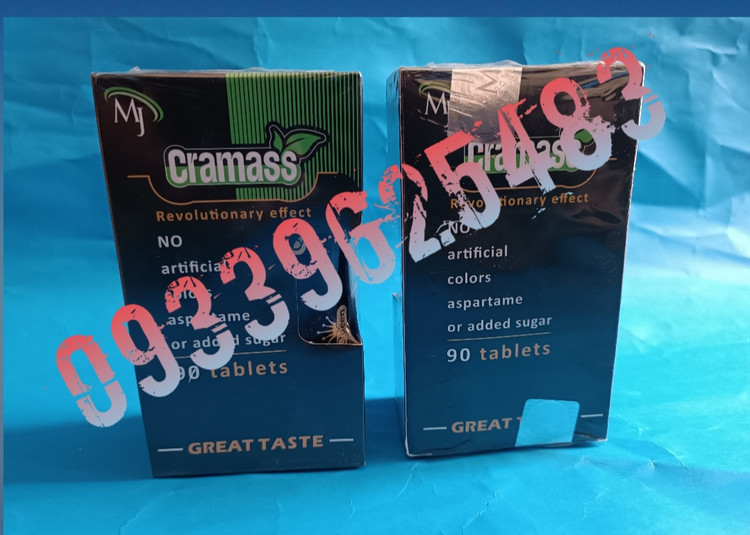 MJ
Cramass
Revolutionary effect
NO
artificial
colors
aspartame
or added sugar
90 tablets
GREAT TASTE
MJ
Cramass
Revolutionary effect
NO
artificial
colors
aspartame
or added sugar
90 tablets
GREAT
09339625483